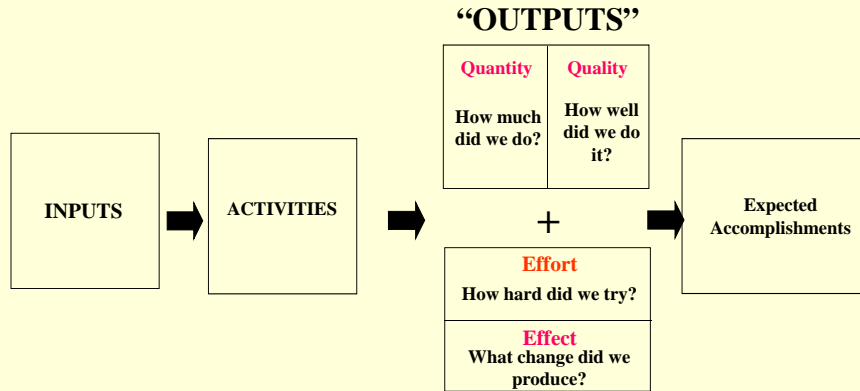 “OUTPUTS”
Quantity
How much
did we do?
Quality
How well
did we do
it?
INPUTS
ACTIVITIES
+
Effort
How hard did we try?
Effect
What change did we
produce?
Expected
Accomplishments